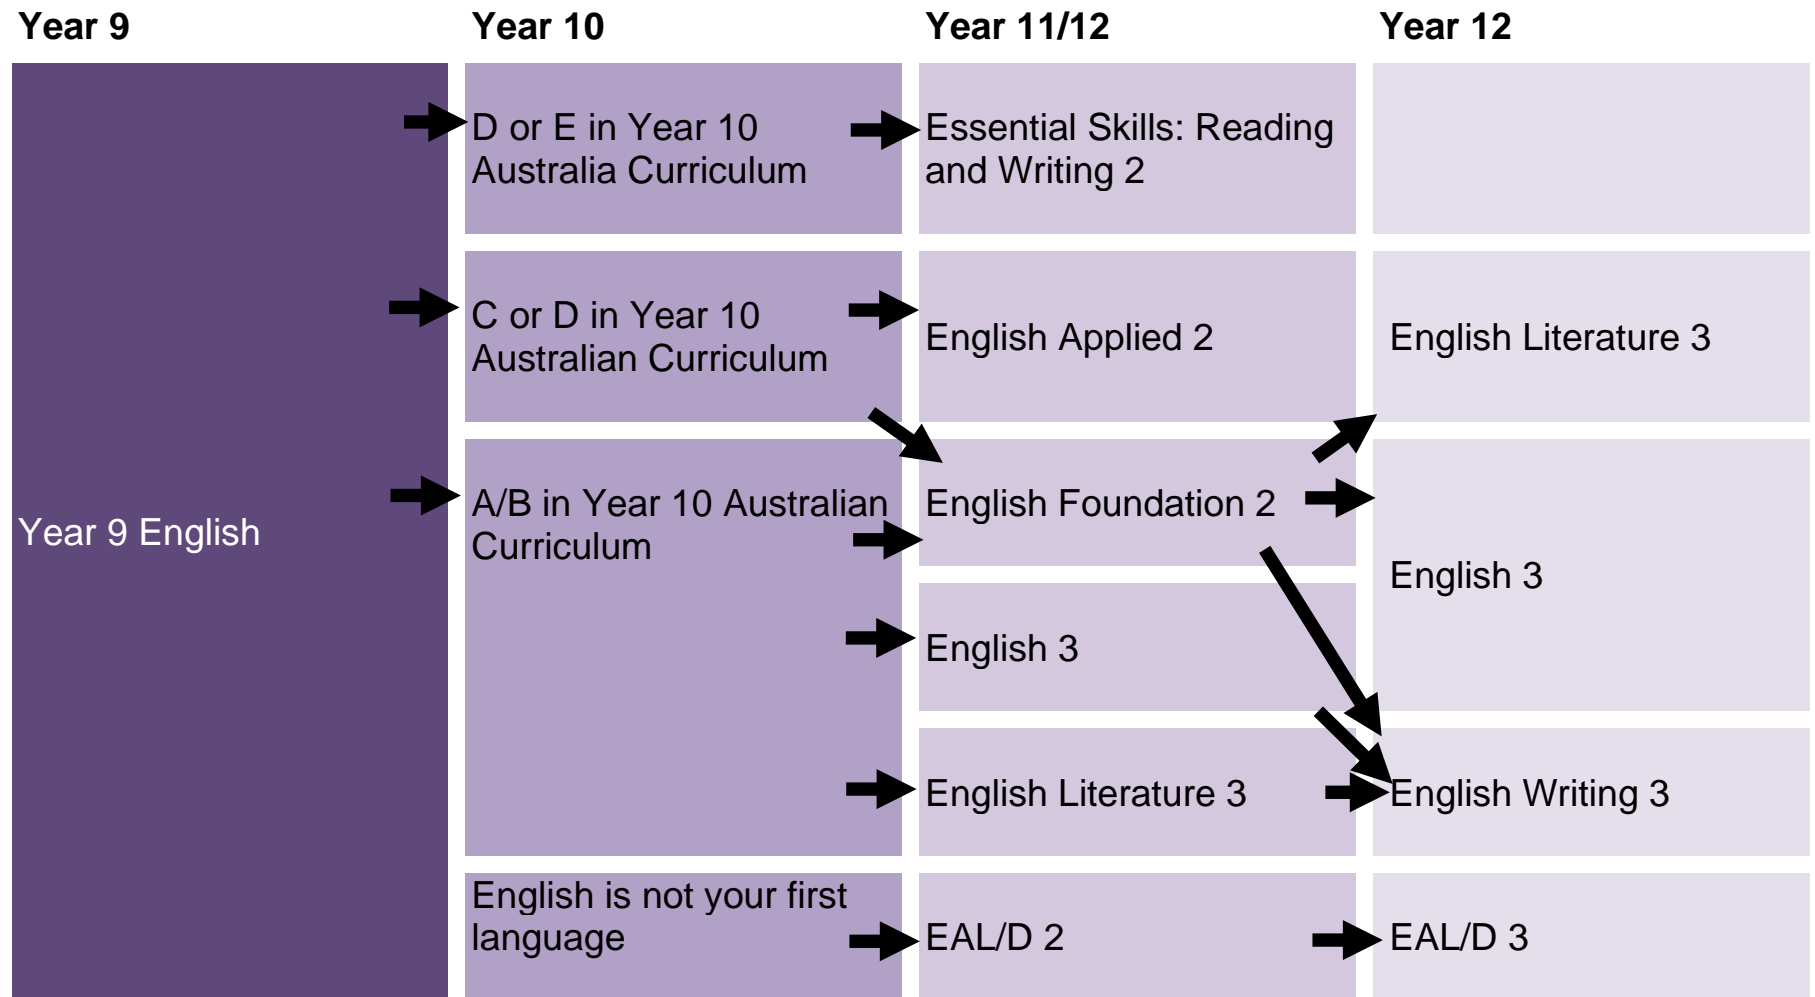 Year 9
Year 10
Year 11/12
Year 12
Year 9 English
D or E in Year 10
Australia Curriculum
Essential Skills: Reading
and Writing 2
C or D in Year 10
Australian Curriculum
English Applied 2
English Literature 3
A/B in Year 10 Australian
Curriculum
English Foundation 2
English 3
English 3
English Literature 3
English Writing 3
English is not your first
language
EAL/D 2
EAL/D 3